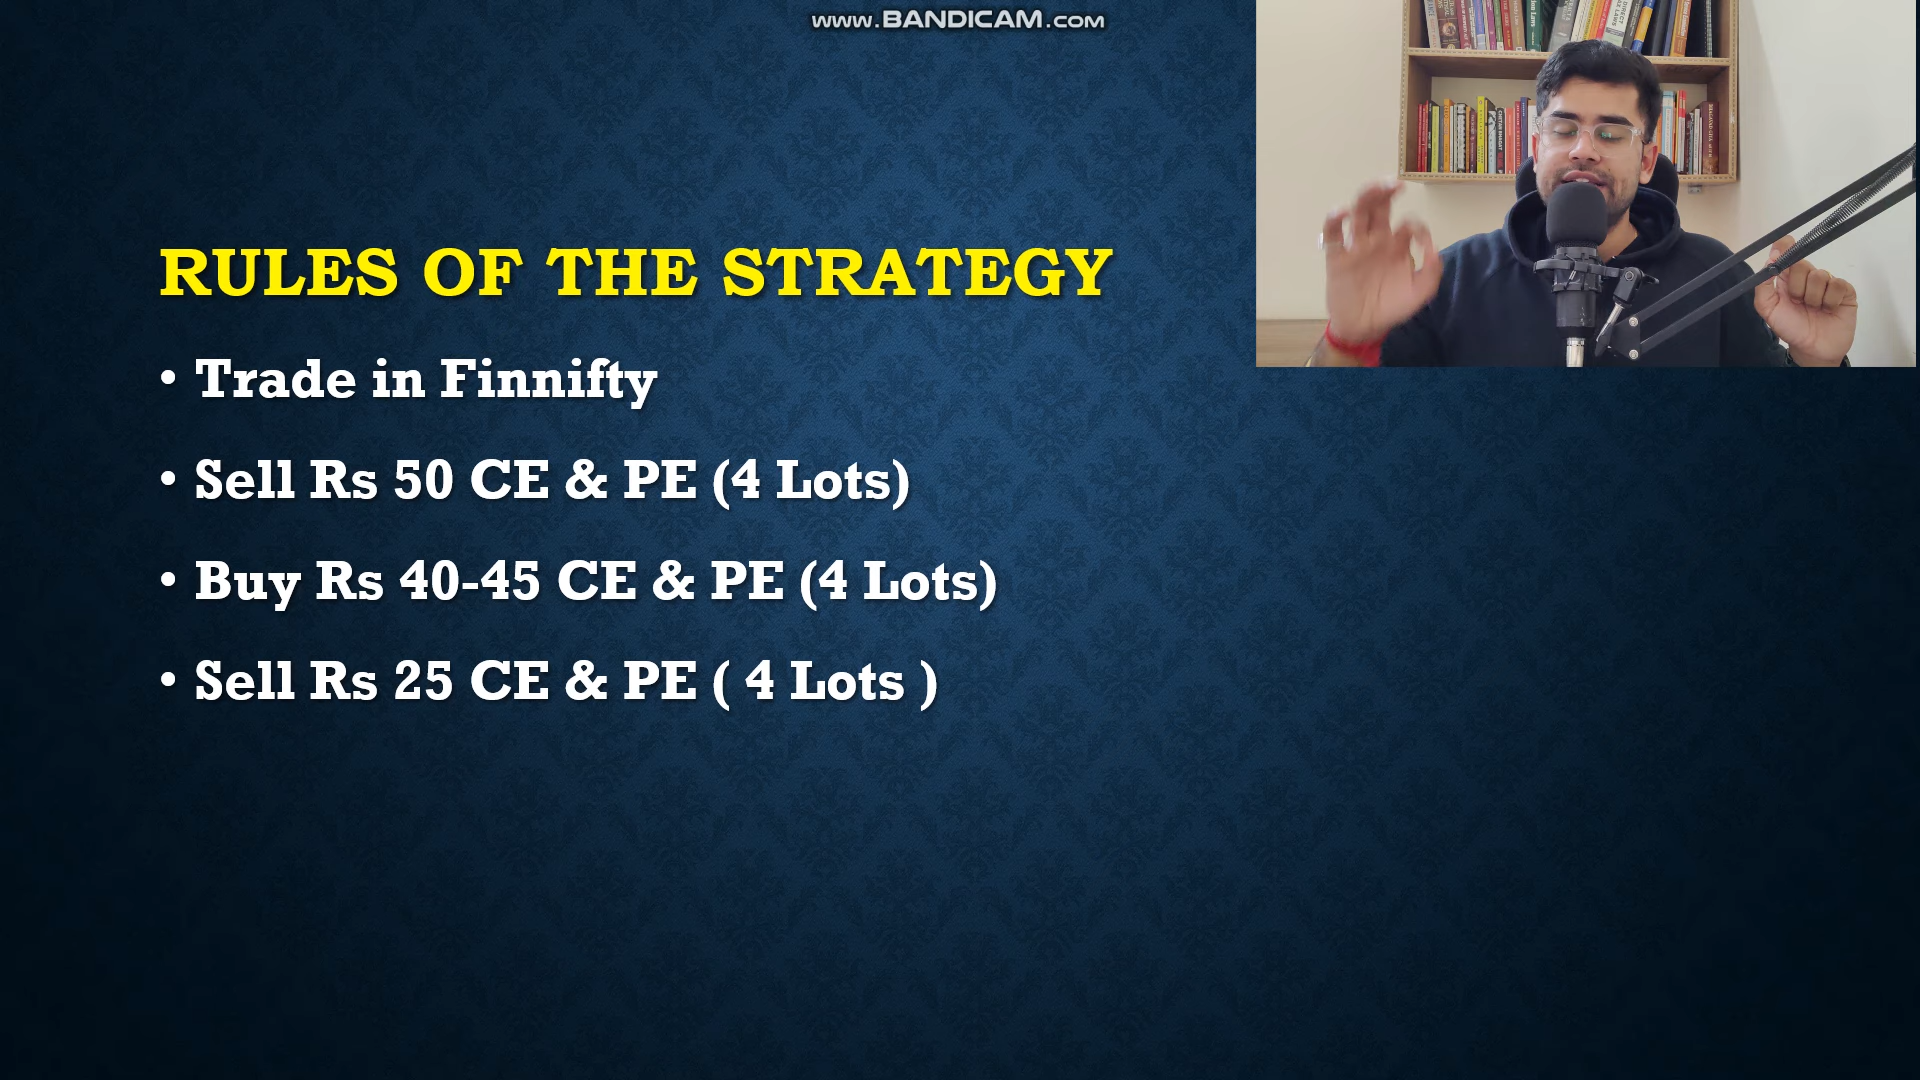 www.BANDICAM.com
RULES OF THE STRATEGY
• Trade in Finnifty
• Sell Rs 50 CE & PE (4 Lots)
• Buy Rs 40-45 CE & PE (4 Lots)
• Sell Rs 25 CE & PE ( 4 Lots )